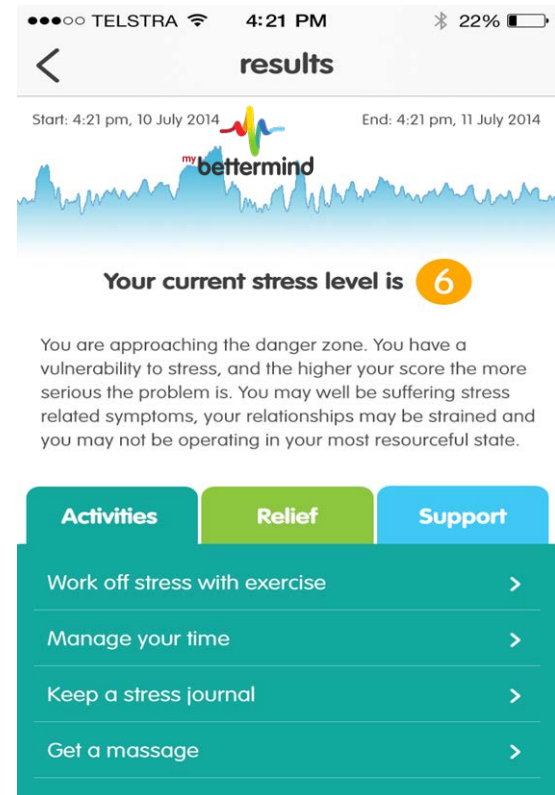 TELSTRA 4:21 PM 22%
results
Start: 4:21 pm, 10 July 2014 End: 4:21 pm, 11 July 2014
my bettermind
Your current stress level is 6
You are approaching the danger zone. You have a
vulnerability to stress, and the higher your score the more
serious the problem is. You may well be suffering stress
related symptoms, your relationships may be strained and
you may not be operating in your most resourceful state.
Activities Relief Support
Work off stress with exercise
Manage your time
Keep a stress journal
Get a massage